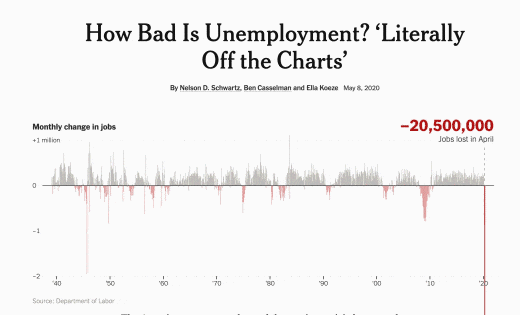 How Bad Is Unemployment? ‘Literally
Off the Charts’
By Nelson D. Schwartz, Ben Casselman and Ella Koeze May 8, 2020
Monthly change in jobs
−20,500,000
Jobs lost in April
+1 million
0
−1
−2
'40 '50 '60 '70 '80 '90 '00 '10 '20
Source: Department of Labor